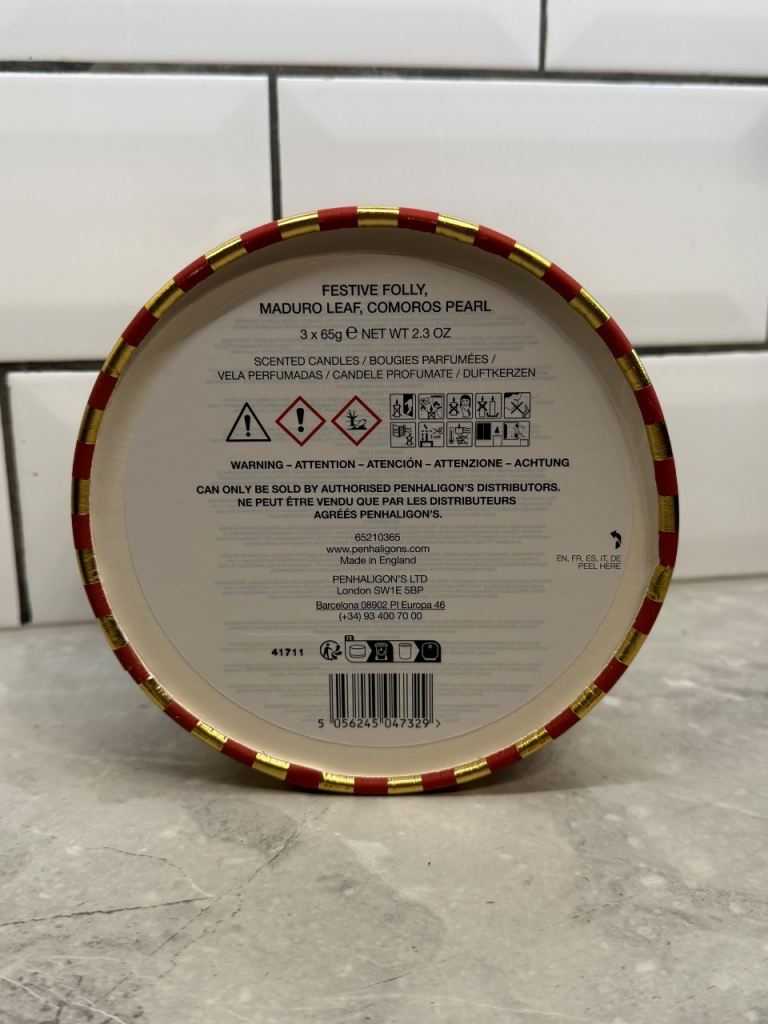 FESTIVE FOLLY,
MADURO LEAF, COMOROS PEARL
3 x 65g ℮ NET WT 2.3 OZ
SCENTED CANDLES / BOUGIES PARFUMÉES /
VELA PERFUMADAS / CANDELE PROFUMATE / DUFTKERZEN
WARNING – ATTENTION – ATENCIÓN – ATTENZIONE – ACHTUNG
CAN ONLY BE SOLD BY AUTHORISED PENHALIGON'S DISTRIBUTORS.
NE PEUT ÊTRE VENDU QUE PAR LES DISTRIBUTEURS
AGRÉÉS PENHALIGON'S.
65210365
www.penhaligons.com
Made in England
EN, FR, ES, IT, DE
PEEL HERE
PENHALIGON'S LTD
London SW1E 5BP
Barcelona 08902 Pl Europa 46
(+34) 93 400 70 00
41711
FR
5 056245 047329 >